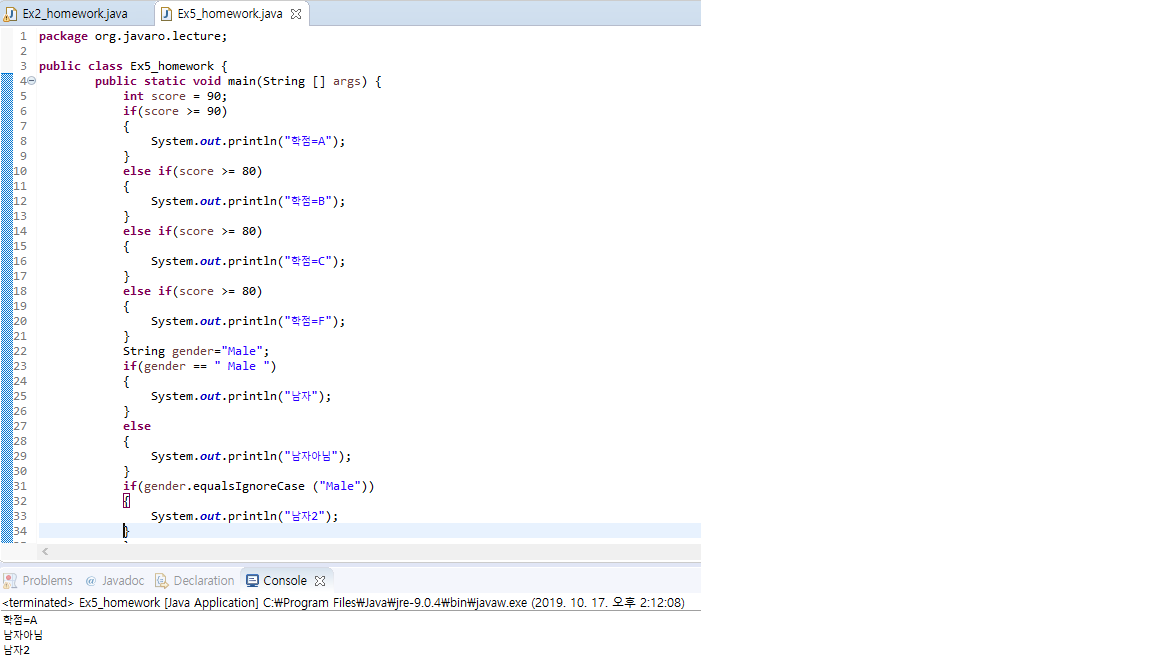 Ex2_homework.java Ex5_homework.java
1 package org.javaro.lecture;
2
3 public class Ex5_homework {
4 public static void main(String [] args) {
5 int score = 90;
6 if(score >= 90)
7 {
8 System.out.println("학점=A");
9 }
10 else if(score >= 80)
11 {
12 System.out.println("학점=B");
13 }
14 else if(score >= 80)
15 {
16 System.out.println("학점=C");
17 }
18 else if(score >= 80)
19 {
20 System.out.println("학점=F");
21 }
22 String gender="Male";
23 if(gender == " Male ")
24 {
25 System.out.println("남자");
26 }
27 else
28 {
29 System.out.println("남자아님");
30 }
31 if(gender.equalsIgnoreCase ("Male"))
32 {
33 System.out.println("남자2");
34 }
Problems @ Javadoc Declaration Console
<terminated> Ex5_homework [Java Application] C:₩Program Files₩Java₩jre-9.0.4₩bin₩javaw.exe (2019. 10. 17. 오후 2:12:08)
학점=A
남자아님
남자2